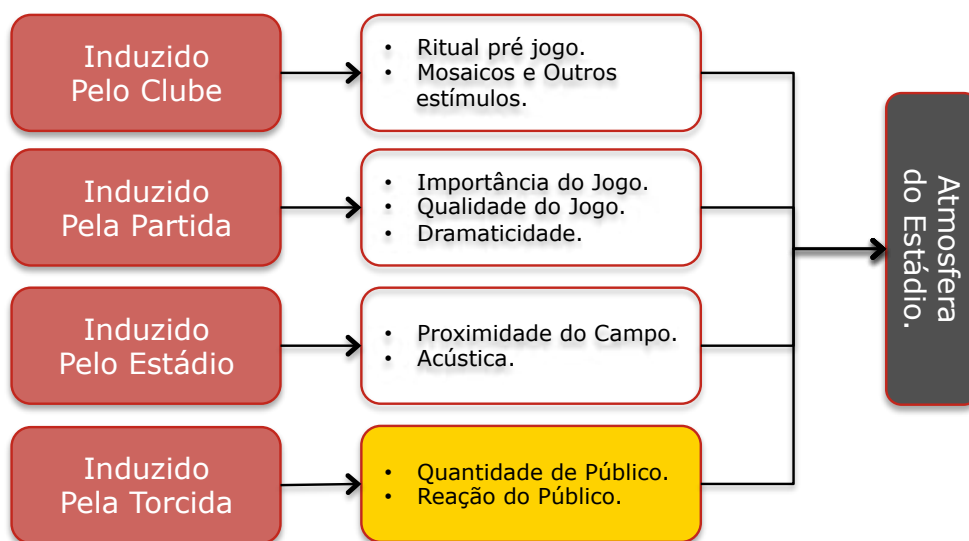 Induzido
Pelo Clube
• Ritual pré jogo.
• Mosaicos e Outros
estímulos.
Induzido
Pela Partida
• Importância do Jogo.
• Qualidade do Jogo.
• Dramaticidade.
Induzido
Pelo Estádio
• Proximidade do Campo.
• Acústica.
Induzido
Pela Torcida
• Quantidade de Público.
• Reação do Público.
Atmosfera
do Estádio.